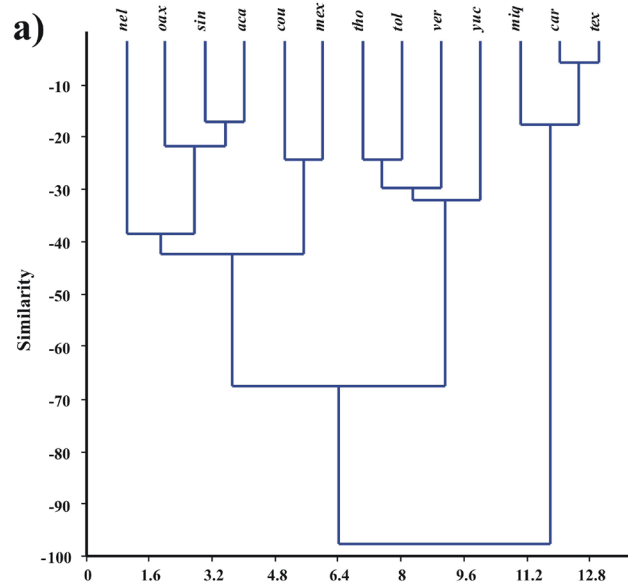 a)
nel oax sin aca cou mex tho tol ver yuc miq car tex
Similarity
-10
-20
-30
-40
-50
-60
-70
-80
-90
-100
0 1.6 3.2 4.8 6.4 8 9.6 11.2 12.8